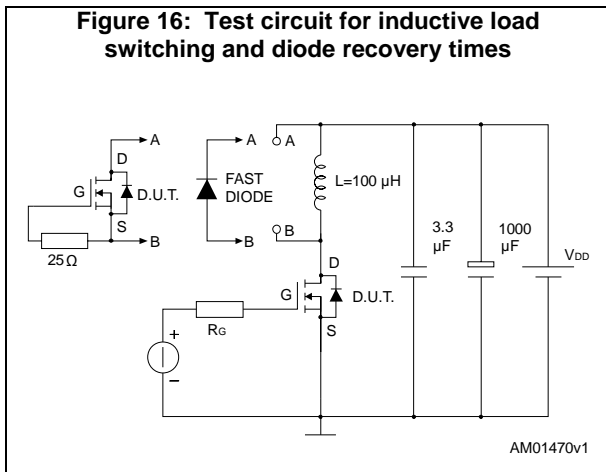 Figure 16: Test circuit for inductive load
switching and diode recovery times
A
D
G
D.U.T.
S
B
25Ω
A
FAST
DIODE
B
A
L=100 µH
B
D
G
D.U.T.
S
RG
+
–
3.3
µF
1000
µF
VDD
AM01470v1